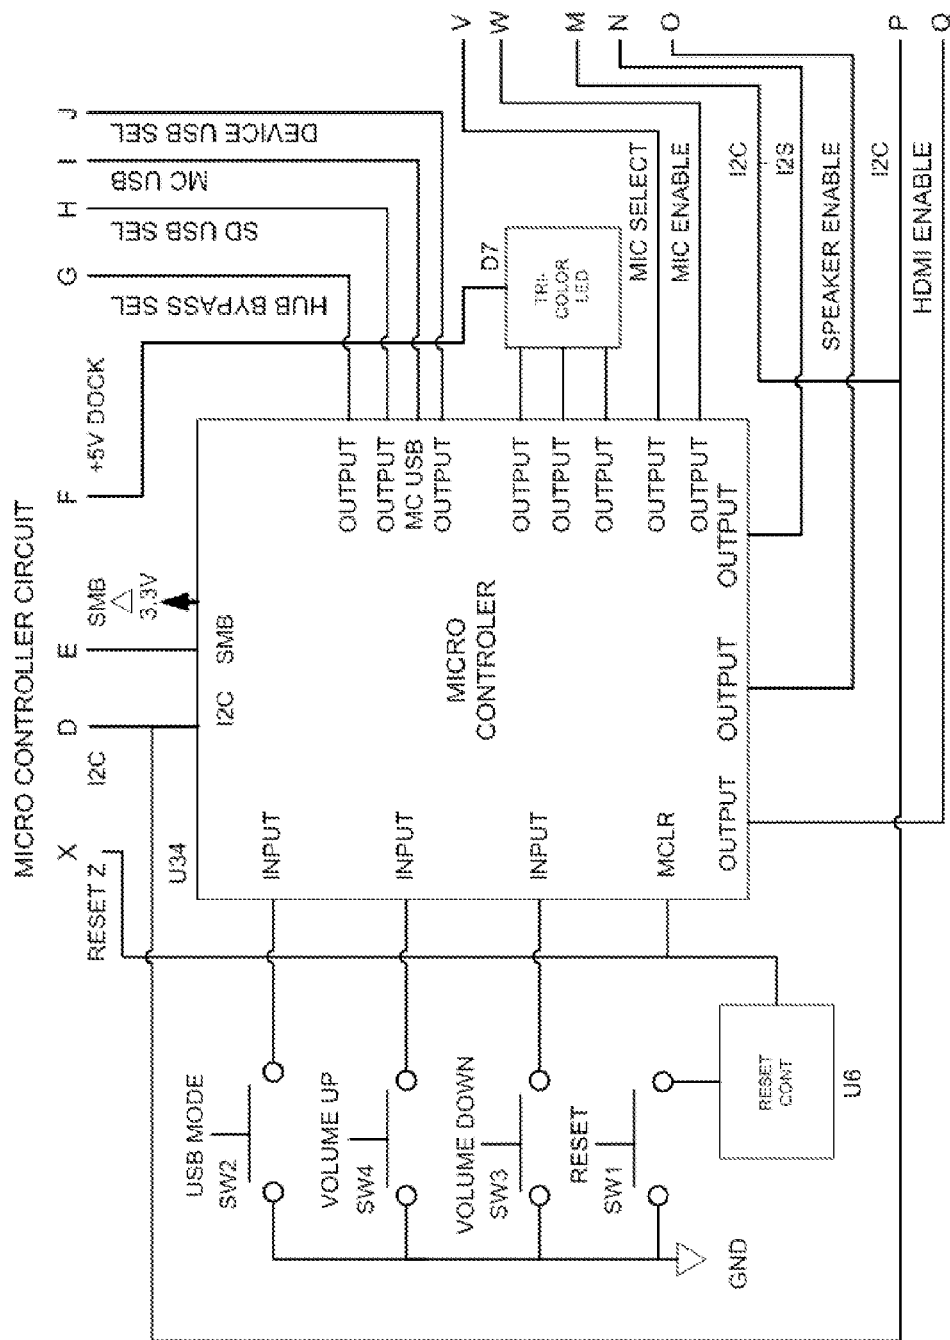 MICRO CONTROLLER CIRCUIT
X
D
E
F
G
H
I
J
RESET Z
I2C
SMB
3.3V
+5V DOCK
HUB BYPASS SEL
SD USB SEL
MC USB
DEVICE USB SEL
V
W
M
N
O
P
Q
U34
I2C
SMB
INPUT
INPUT
INPUT
MCLR
MICRO
CONTROLER
OUTPUT
OUTPUT
MC USB
OUTPUT
OUTPUT
OUTPUT
OUTPUT
OUTPUT
OUTPUT
OUTPUT
OUTPUT
OUTPUT
D7
TRI-
COLOR
LED
MIC SELECT
MIC ENABLE
I2C
I2S
SPEAKER ENABLE
I2C
HDMI ENABLE
USB MODE
SW2
VOLUME UP
SW4
VOLUME DOWN
SW3
RESET
SW1
RESET
CONT
U6
GND